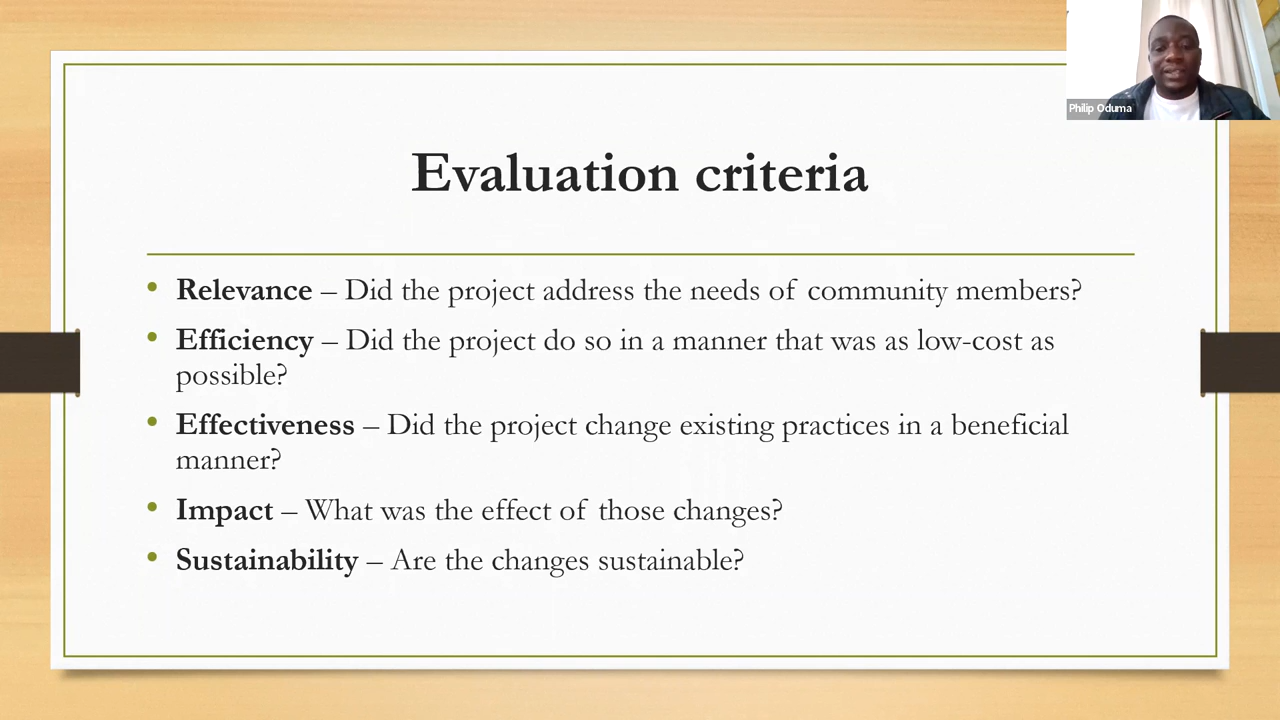 Philip Oduma
Evaluation criteria
• Relevance – Did the project address the needs of community members?
• Efficiency – Did the project do so in a manner that was as low-cost as
possible?
• Effectiveness – Did the project change existing practices in a beneficial
manner?
• Impact – What was the effect of those changes?
• Sustainability – Are the changes sustainable?